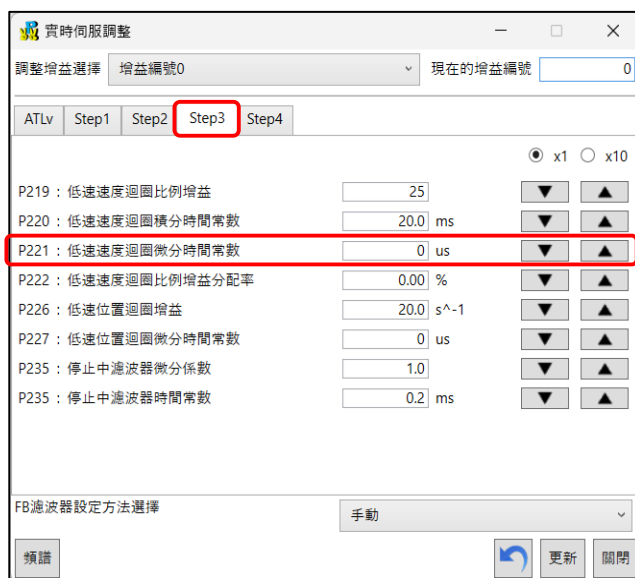 實時伺服調整
調整增益選擇 增益編號0 現在的增益編號 0
ATLv Step1 Step2 Step3 Step4
x1 x10
P219 : 低速速度迴圈比例增益 25
P220 : 低速速度迴圈積分時間常數 20.0 ms
P221 : 低速速度迴圈微分時間常數 0 us
P222 : 低速速度迴圈比例增益分配率 0.00 %
P226 : 低速位置迴圈增益 20.0 s^-1
P227 : 低速位置迴圈微分時間常數 0 us
P235 : 停止中濾波器微分係數 1.0
P235 : 停止中濾波器時間常數 0.2 ms
FB濾波器設定方法選擇 手動
頻譜 更新 關閉